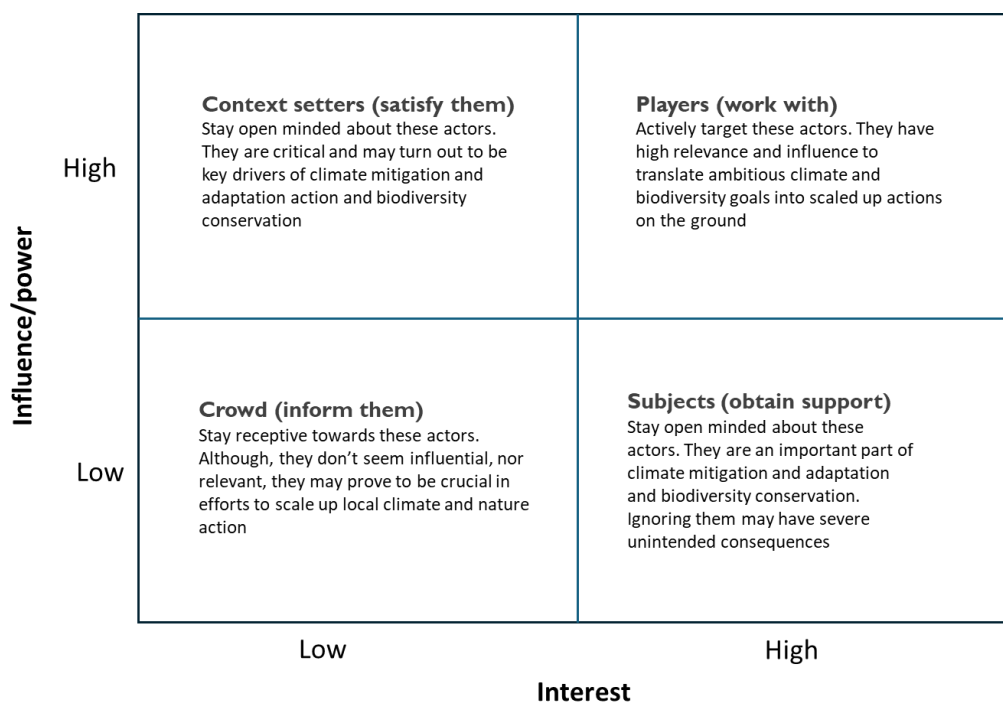 Context setters (satisfy them)
Stay open minded about these actors.
They are critical and may turn out to be
key drivers of climate mitigation and
adaptation action and biodiversity
conservation
Players (work with)
Actively target these actors. They have
high relevance and influence to
translate ambitious climate and
biodiversity goals into scaled up actions
on the ground
High
Influence/power
Crowd (inform them)
Stay receptive towards these actors.
Although, they don’t seem influential, nor
relevant, they may prove to be crucial in
efforts to scale up local climate and nature
action
Subjects (obtain support)
Stay open minded about these
actors. They are an important part of
climate mitigation and adaptation
and biodiversity conservation.
Ignoring them may have severe
unintended consequences
Low
Low
High
Interest